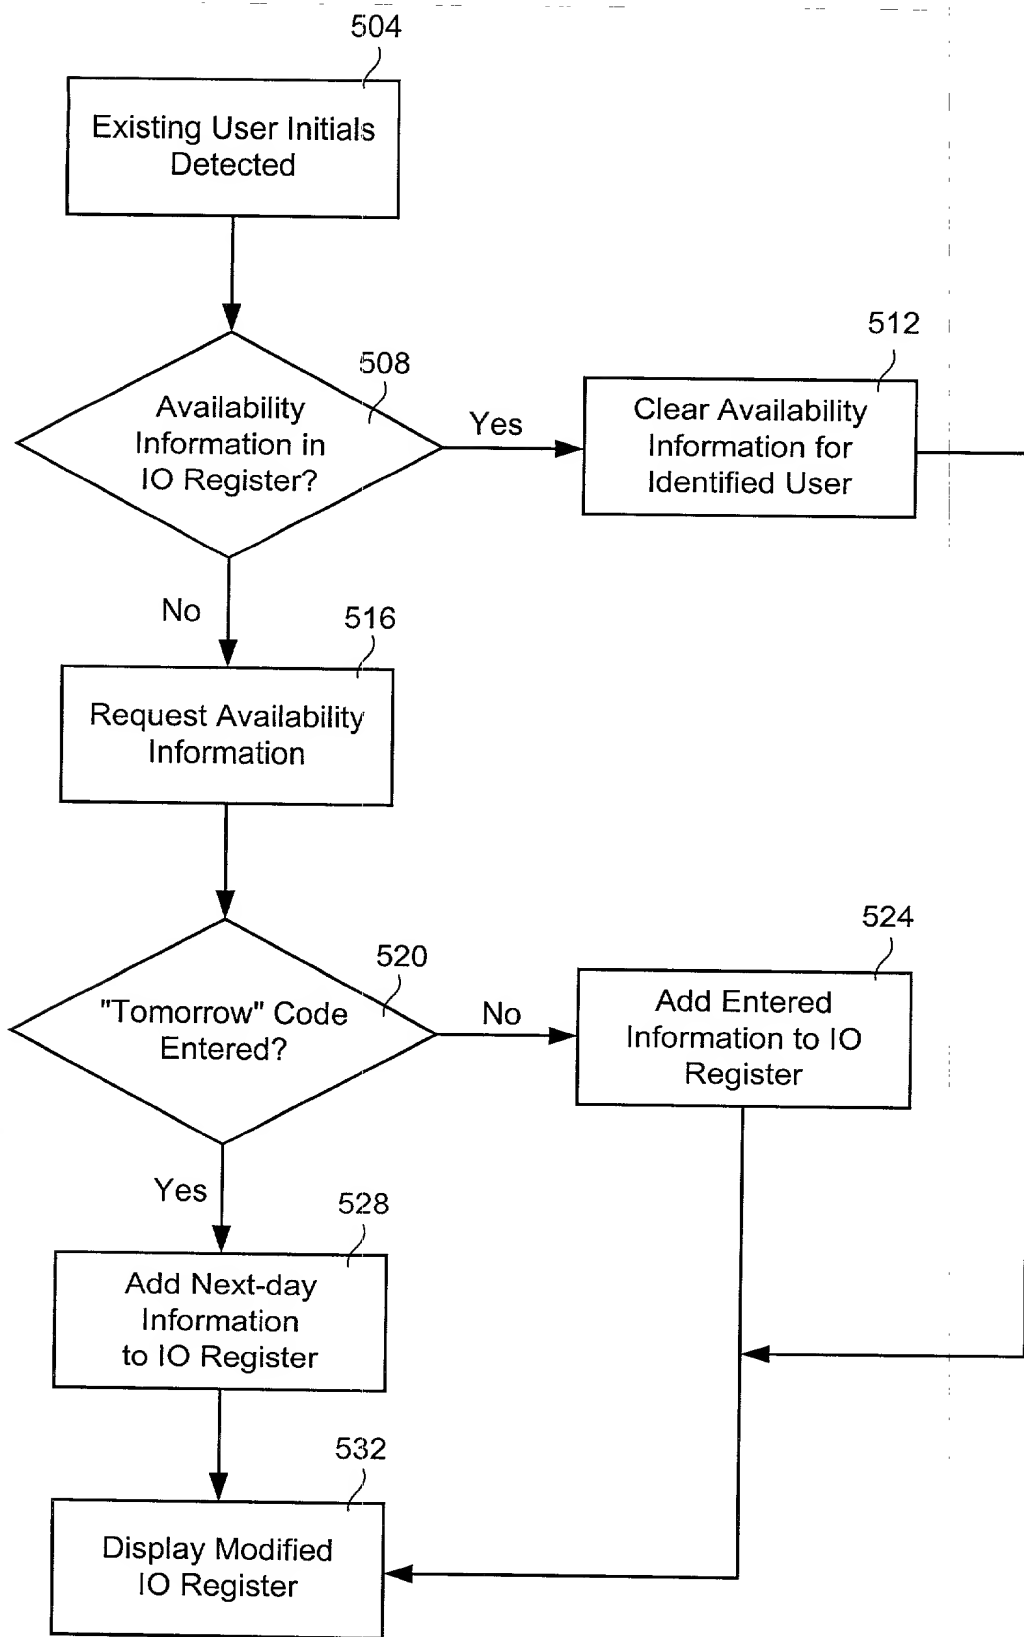 504
Existing User Initials
Detected
508
Availability
Information in
IO Register?
Yes
512
Clear Availability
Information for
Identified User
No
516
Request Availability
Information
520
"Tomorrow" Code
Entered?
No
524
Add Entered
Information to IO
Register
Yes
528
Add Next-day
Information
to IO Register
532
Display Modified
IO Register